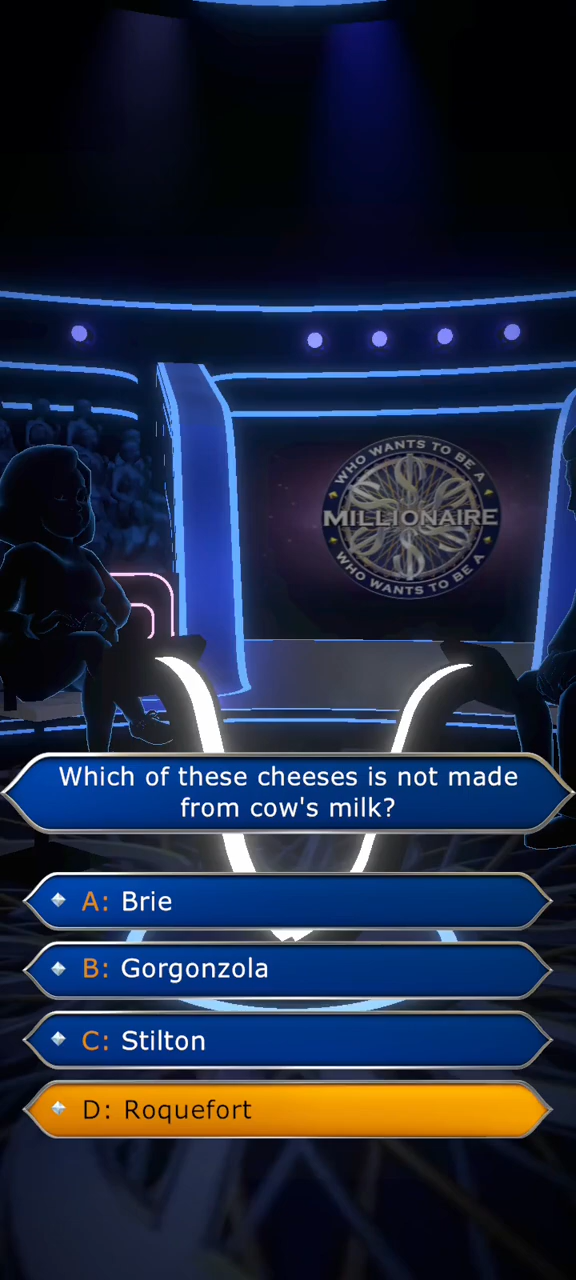 WHO WANTS TO BE A
MILLIONAIRE
WHO WANTS TO BE A
Which of these cheeses is not made
from cow's milk?
A: Brie
B: Gorgonzola
C: Stilton
D: Roquefort